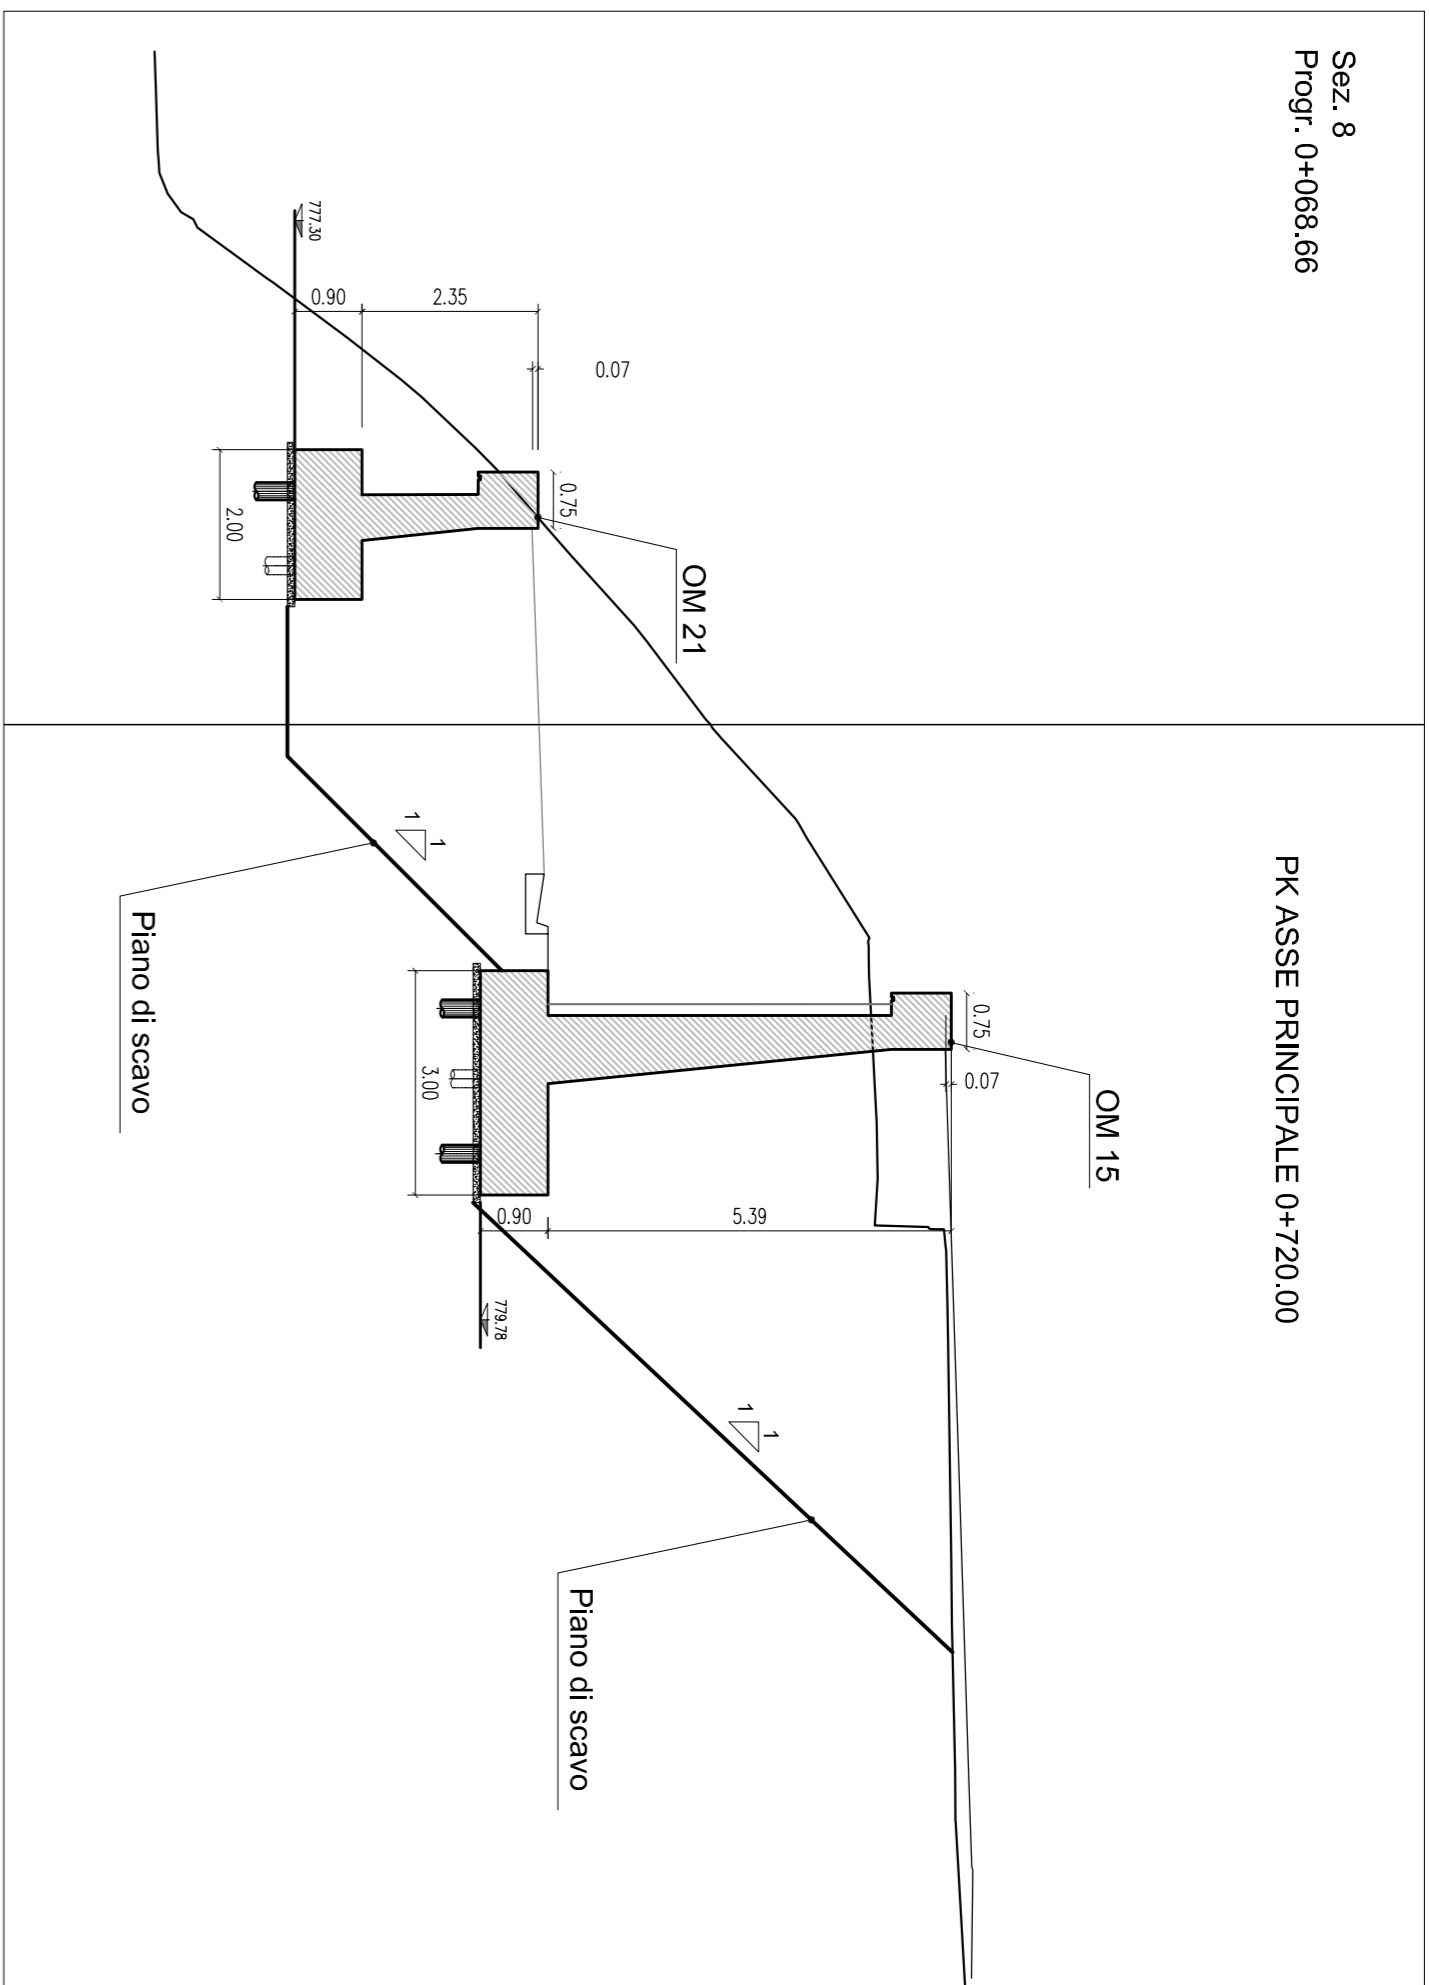 Sez. 8
Progr. 0+068.66
PK ASSE PRINCIPALE 0+720.00
OM 15
0.75
0.07
5.39
0.90
3.00
779.78
1
1
Piano di scavo
OM 21
0.75
0.07
2.35
0.90
2.00
777.30
1
1
Piano di scavo